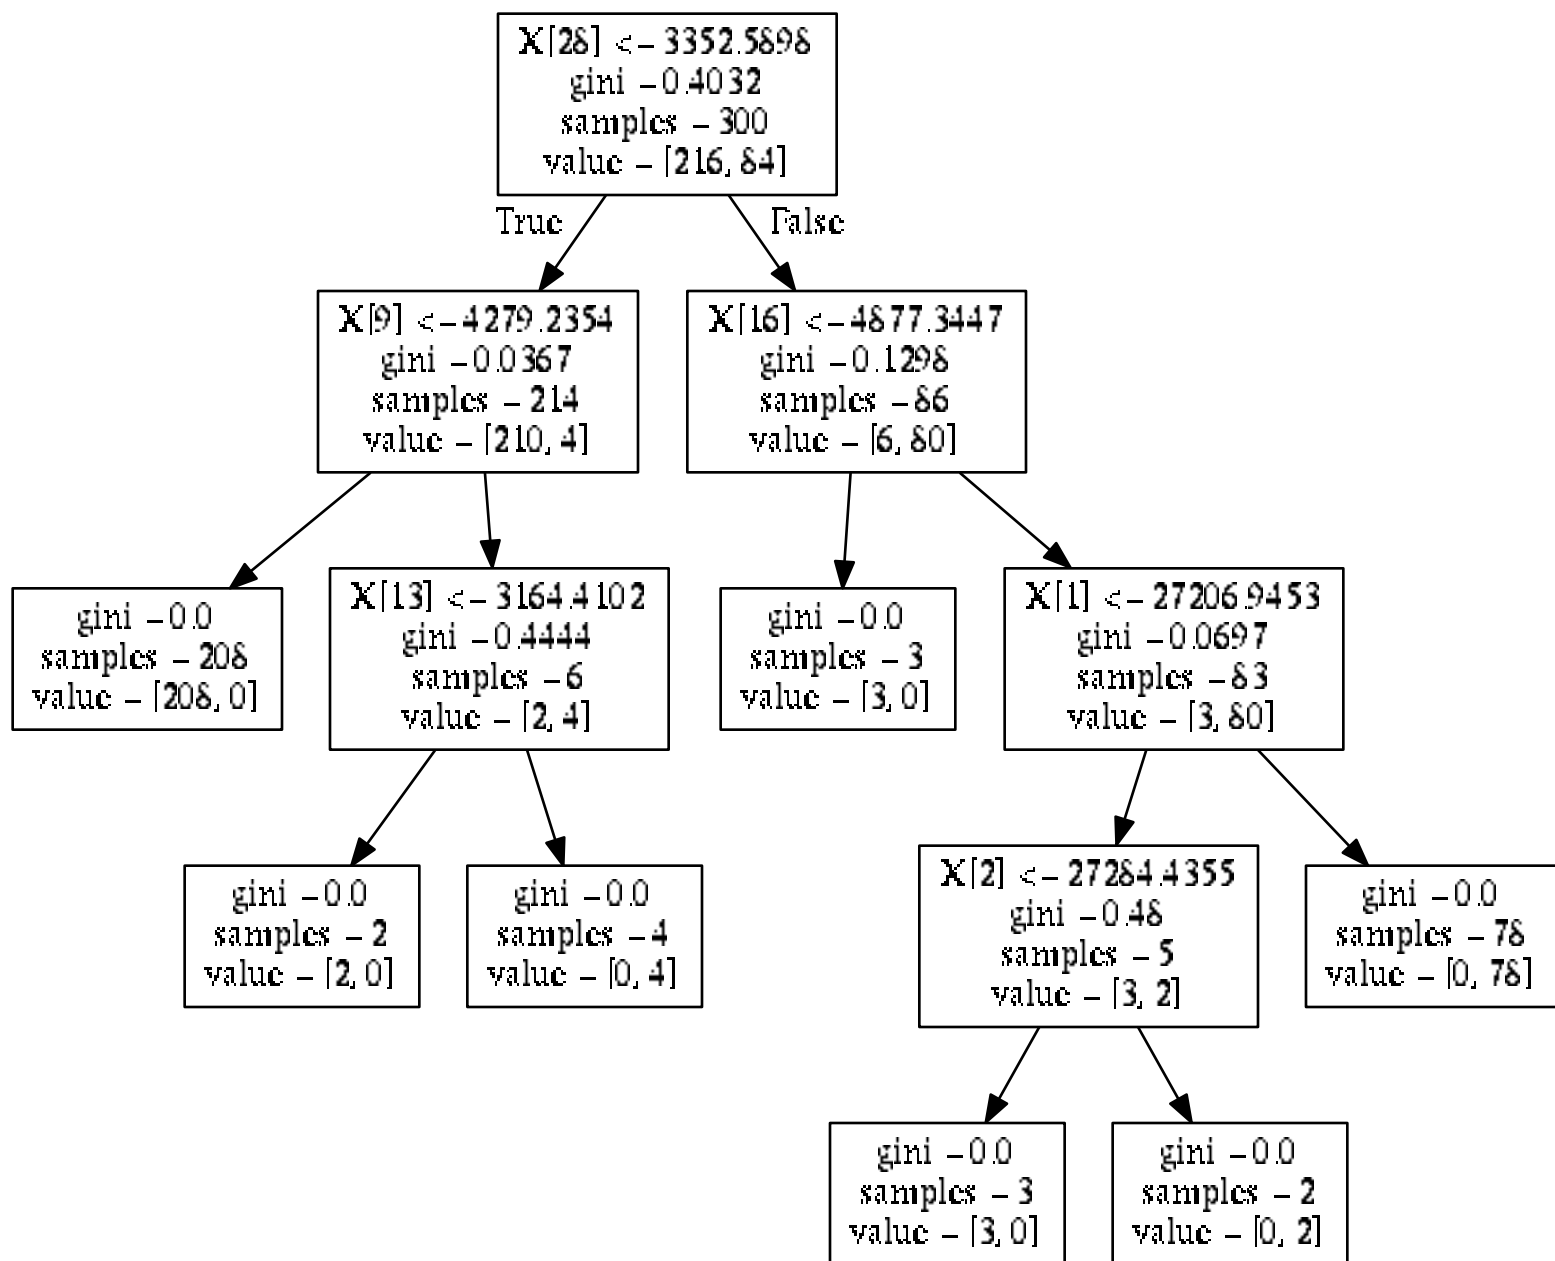 X[28] <= 3352.5898
gini = 0.4032
samples = 300
value = [216, 84]
True
False
X[9] <= 4279.2354
gini = 0.0367
samples = 214
value = [210, 4]
X[16] <= 4877.3447
gini = 0.1298
samples = 86
value = [6, 80]
gini = 0.0
samples = 208
value = [208, 0]
X[13] <= 3164.4102
gini = 0.4444
samples = 6
value = [2, 4]
gini = 0.0
samples = 3
value = [3, 0]
X[1] <= 27206.9453
gini = 0.0697
samples = 83
value = [3, 80]
gini = 0.0
samples = 2
value = [2, 0]
gini = 0.0
samples = 4
value = [0, 4]
X[2] <= 27284.4355
gini = 0.48
samples = 5
value = [3, 2]
gini = 0.0
samples = 78
value = [0, 78]
gini = 0.0
samples = 3
value = [3, 0]
gini = 0.0
samples = 2
value = [0, 2]